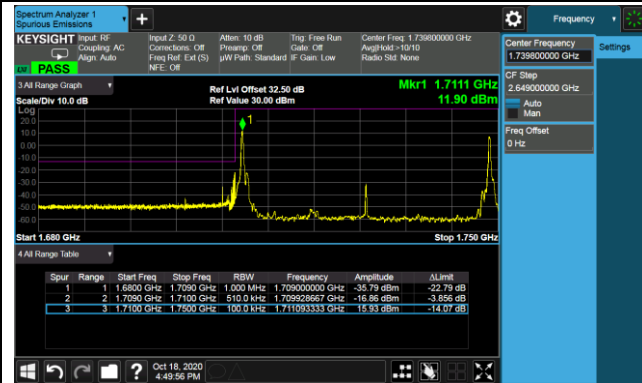 Spectrum Analyzer 1
Spurious Emissions
Frequency
KEYSIGHT Input: RF
Coupling: AC
Align: Auto
Input Z: 50 Ω
Corrections: Off
Freq Ref: Ext (S)
NFE: Off
Atten: 10 dB
Preamp: Off
µW Path: Standard
Trig: Free Run
Gate: Off
IF Gain: Low
Center Freq: 1.739800000 GHz
Avg|Hold:>10/10
Radio Std: None
PASS
3 All Range Graph
Scale/Div 10.0 dB
Ref Lvl Offset 32.50 dB
Ref Value 30.00 dBm
Mkr1 1.7111 GHz
11.90 dBm
Log
20.0
10.0
0.00
-10.0
-20.0
-30.0
-40.0
-50.0
-60.0
1
Start 1.680 GHz
Stop 1.750 GHz
4 All Range Table
Spur Range Start Freq Stop Freq RBW Frequency Amplitude ΔLimit
1 1 1.6800 GHz 1.7090 GHz 1.000 MHz 1.709000000 GHz -35.79 dBm -22.79 dB
2 2 1.7090 GHz 1.7100 GHz 510.0 kHz 1.709928667 GHz -16.86 dBm -3.856 dB
3 3 1.7100 GHz 1.7500 GHz 100.0 kHz 1.711093333 GHz 15.93 dBm -14.07 dB
Oct 18, 2020
4:49:56 PM
Center Frequency
1.739800000 GHz
CF Step
2.649000000 GHz
Auto
Man
Freq Offset
0 Hz
Settings